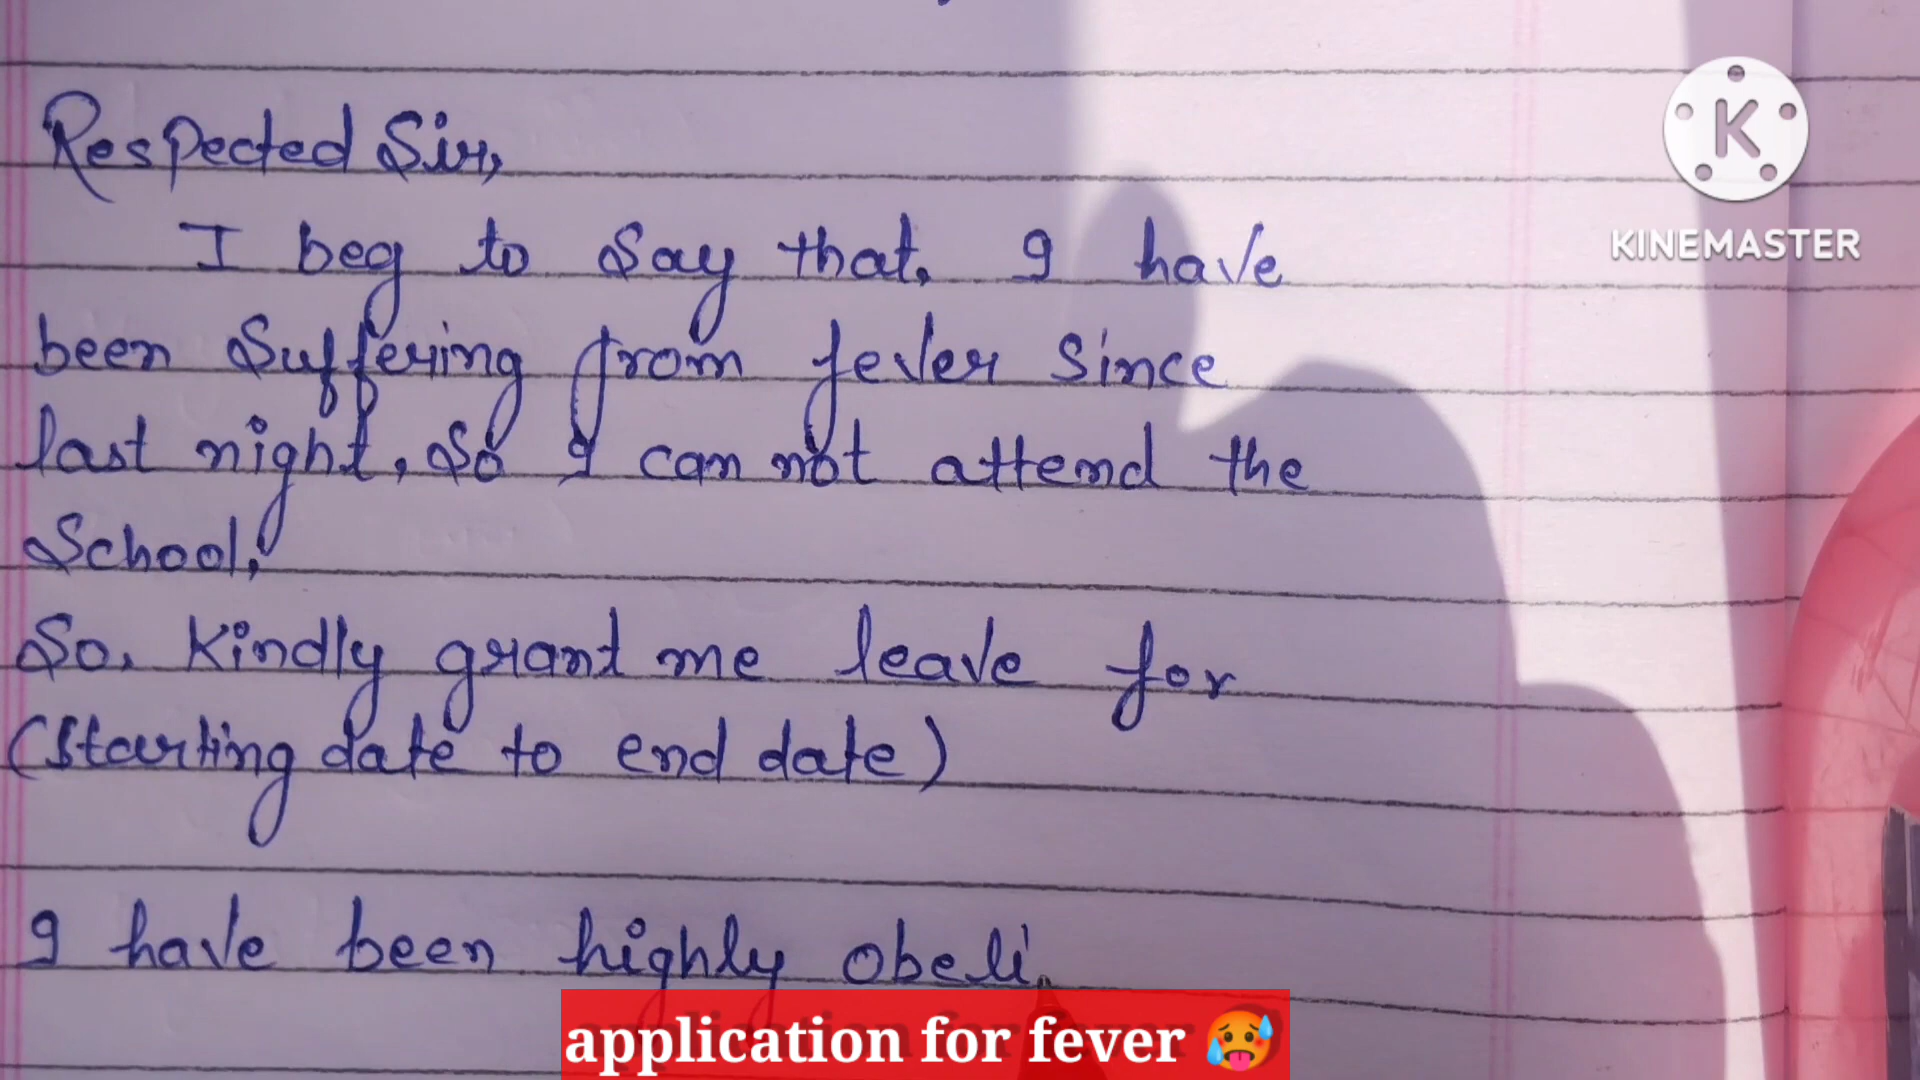 Respected Sir,
KINEMASTER
I beg to Say that, I have
been Suffering from fever Since
last night, So I can not attend the
School,
So, Kindly grant me leave for
(Starting date to end date)
I have been highly obeli
application for fever 🥵